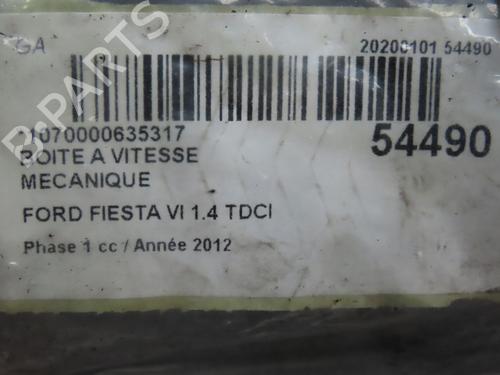 GA
20200101 54490
*1070000635317
54490
BOITE A VITESSE
MECANIQUE
FORD FIESTA VI 1.4 TDCI
Phase 1 cc / Année 2012
B-PARTS